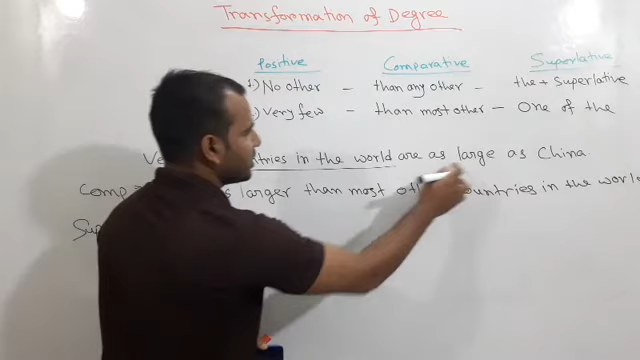 Transformation of Degree
Positive Comparative Superlative
1) No other - than any other - the + Superlative
Very few - than most other - One of the
in the world are as large as China.
Comp larger than most countries in the world